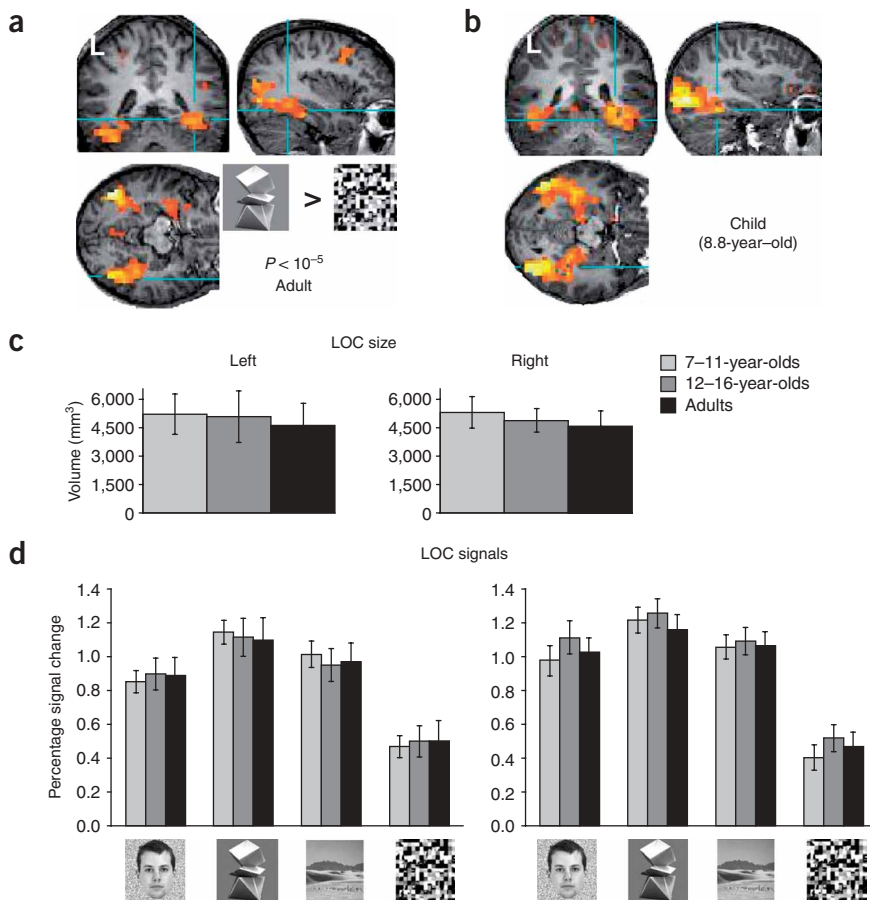 a
L
>
P < 10⁻⁵
Adult
b
L
Child
(8.8-year–old)
c
LOC size
Left
Right
Volume (mm³)
6,000
4,500
3,000
1,500
0
6,000
4,500
3,000
1,500
0
7–11-year-olds
12–16-year-olds
Adults
d
LOC signals
Percentage signal change
1.4
1.2
1.0
0.8
0.6
0.4
0.2
0.0
1.4
1.2
1.0
0.8
0.6
0.4
0.2
0.0